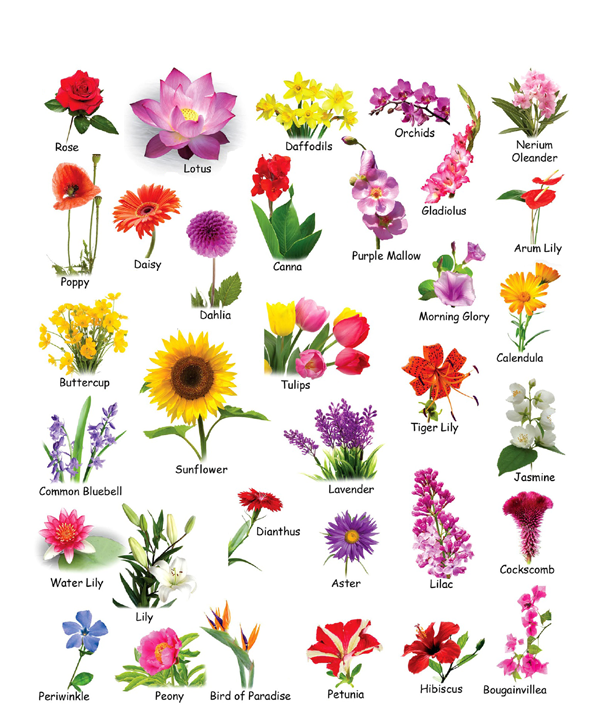 Rose
Lotus
Daffodils
Orchids
Nerium
Oleander
Poppy
Daisy
Dahlia
Canna
Purple Mallow
Gladiolus
Arum Lily
Morning Glory
Calendula
Buttercup
Sunflower
Tulips
Tiger Lily
Jasmine
Common Bluebell
Lavender
Water Lily
Lily
Dianthus
Aster
Lilac
Cockscomb
Periwinkle
Peony
Bird of Paradise
Petunia
Hibiscus
Bougainvillea